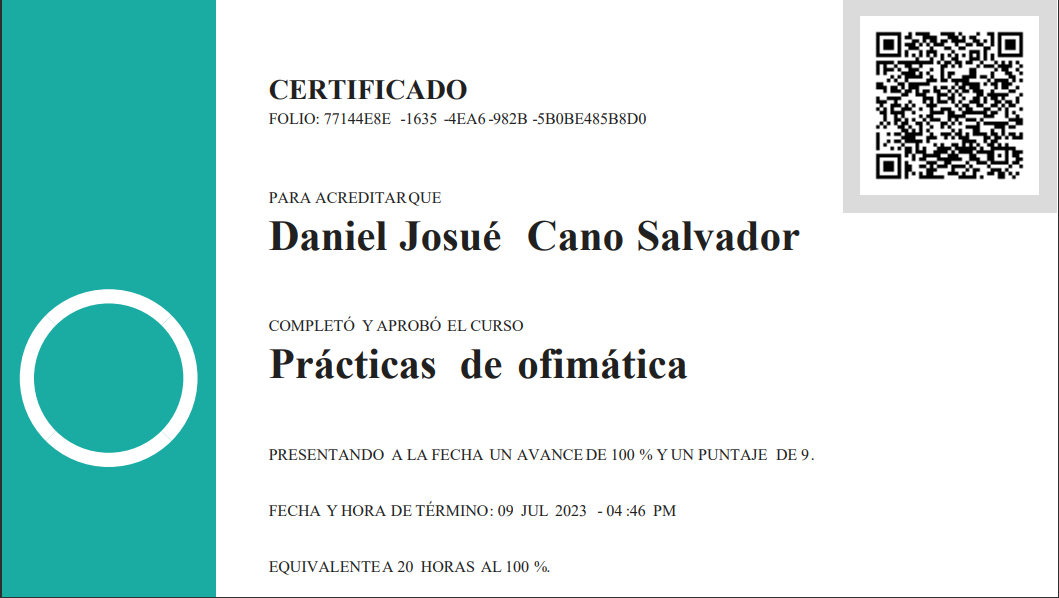 CERTIFICADO
FOLIO: 77144E8E -1635 -4EA6 -982B -5B0BE485B8D0
PARA ACREDITAR QUE
Daniel Josué Cano Salvador
COMPLETÓ Y APROBÓ EL CURSO
Prácticas de ofimática
PRESENTANDO A LA FECHA UN AVANCE DE 100 % Y UN PUNTAJE DE 9.
FECHA Y HORA DE TÉRMINO: 09 JUL 2023 - 04:46 PM
EQUIVALENTE A 20 HORAS AL 100 %.